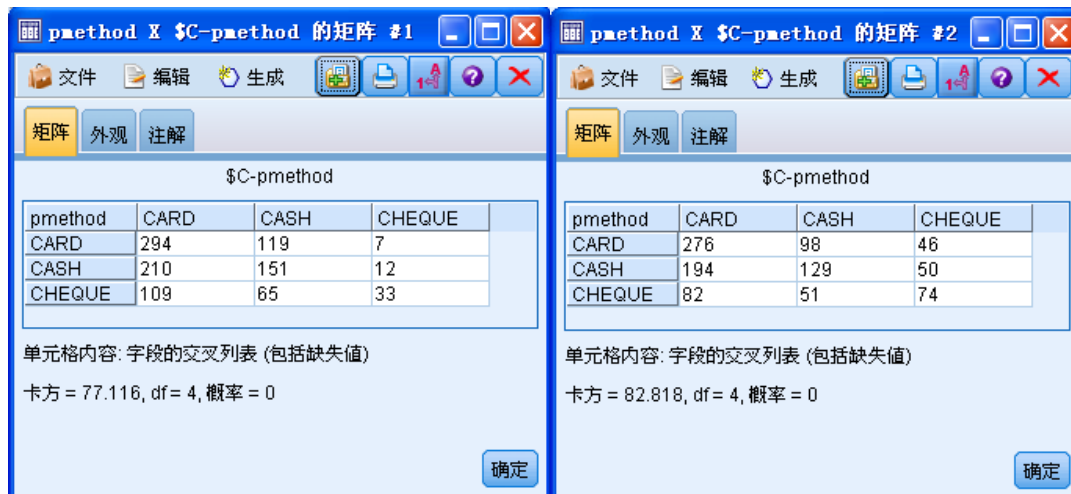 pmethod X $C-pmethod 的矩阵 #1
文件 编辑 生成
矩阵 外观 注解
$C-pmethod
pmethod CARD CASH CHEQUE
CARD 294 119 7
CASH 210 151 12
CHEQUE 109 65 33
单元格内容: 字段的交叉列表 (包括缺失值)
卡方 = 77.116, df = 4, 概率 = 0
确定
pmethod X $C-pmethod 的矩阵 #2
文件 编辑 生成
矩阵 外观 注解
$C-pmethod
pmethod CARD CASH CHEQUE
CARD 276 98 46
CASH 194 129 50
CHEQUE 82 51 74
单元格内容: 字段的交叉列表 (包括缺失值)
卡方 = 82.818, df = 4, 概率 = 0
确定